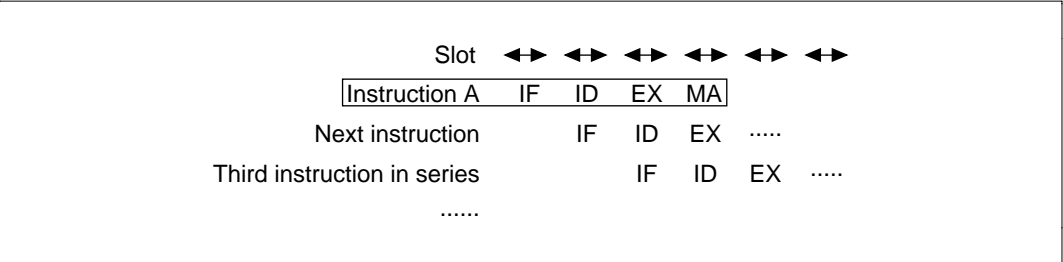 Slot
Instruction A IF ID EX MA
Next instruction IF ID EX ·····
Third instruction in series IF ID EX ·····
······